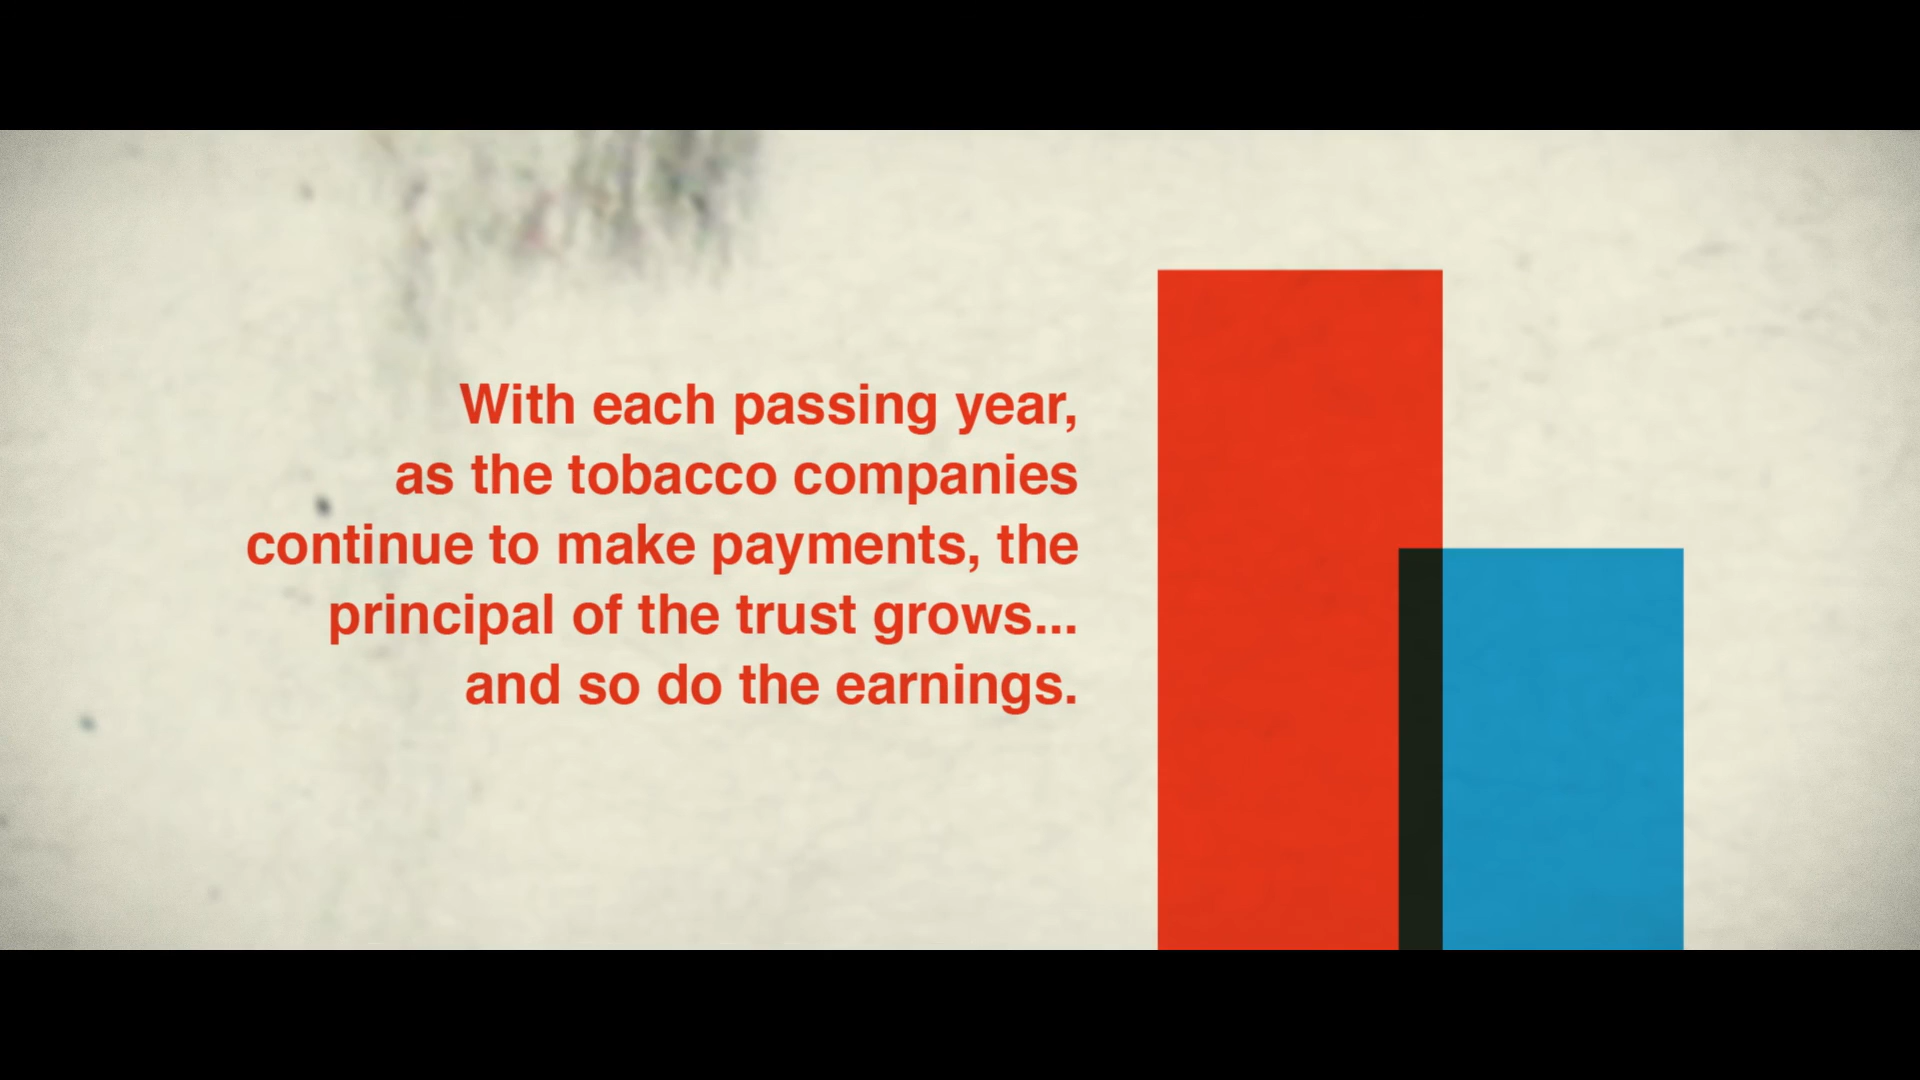 With each passing year,
as the tobacco companies
continue to make payments, the
principal of the trust grows...
and so do the earnings.